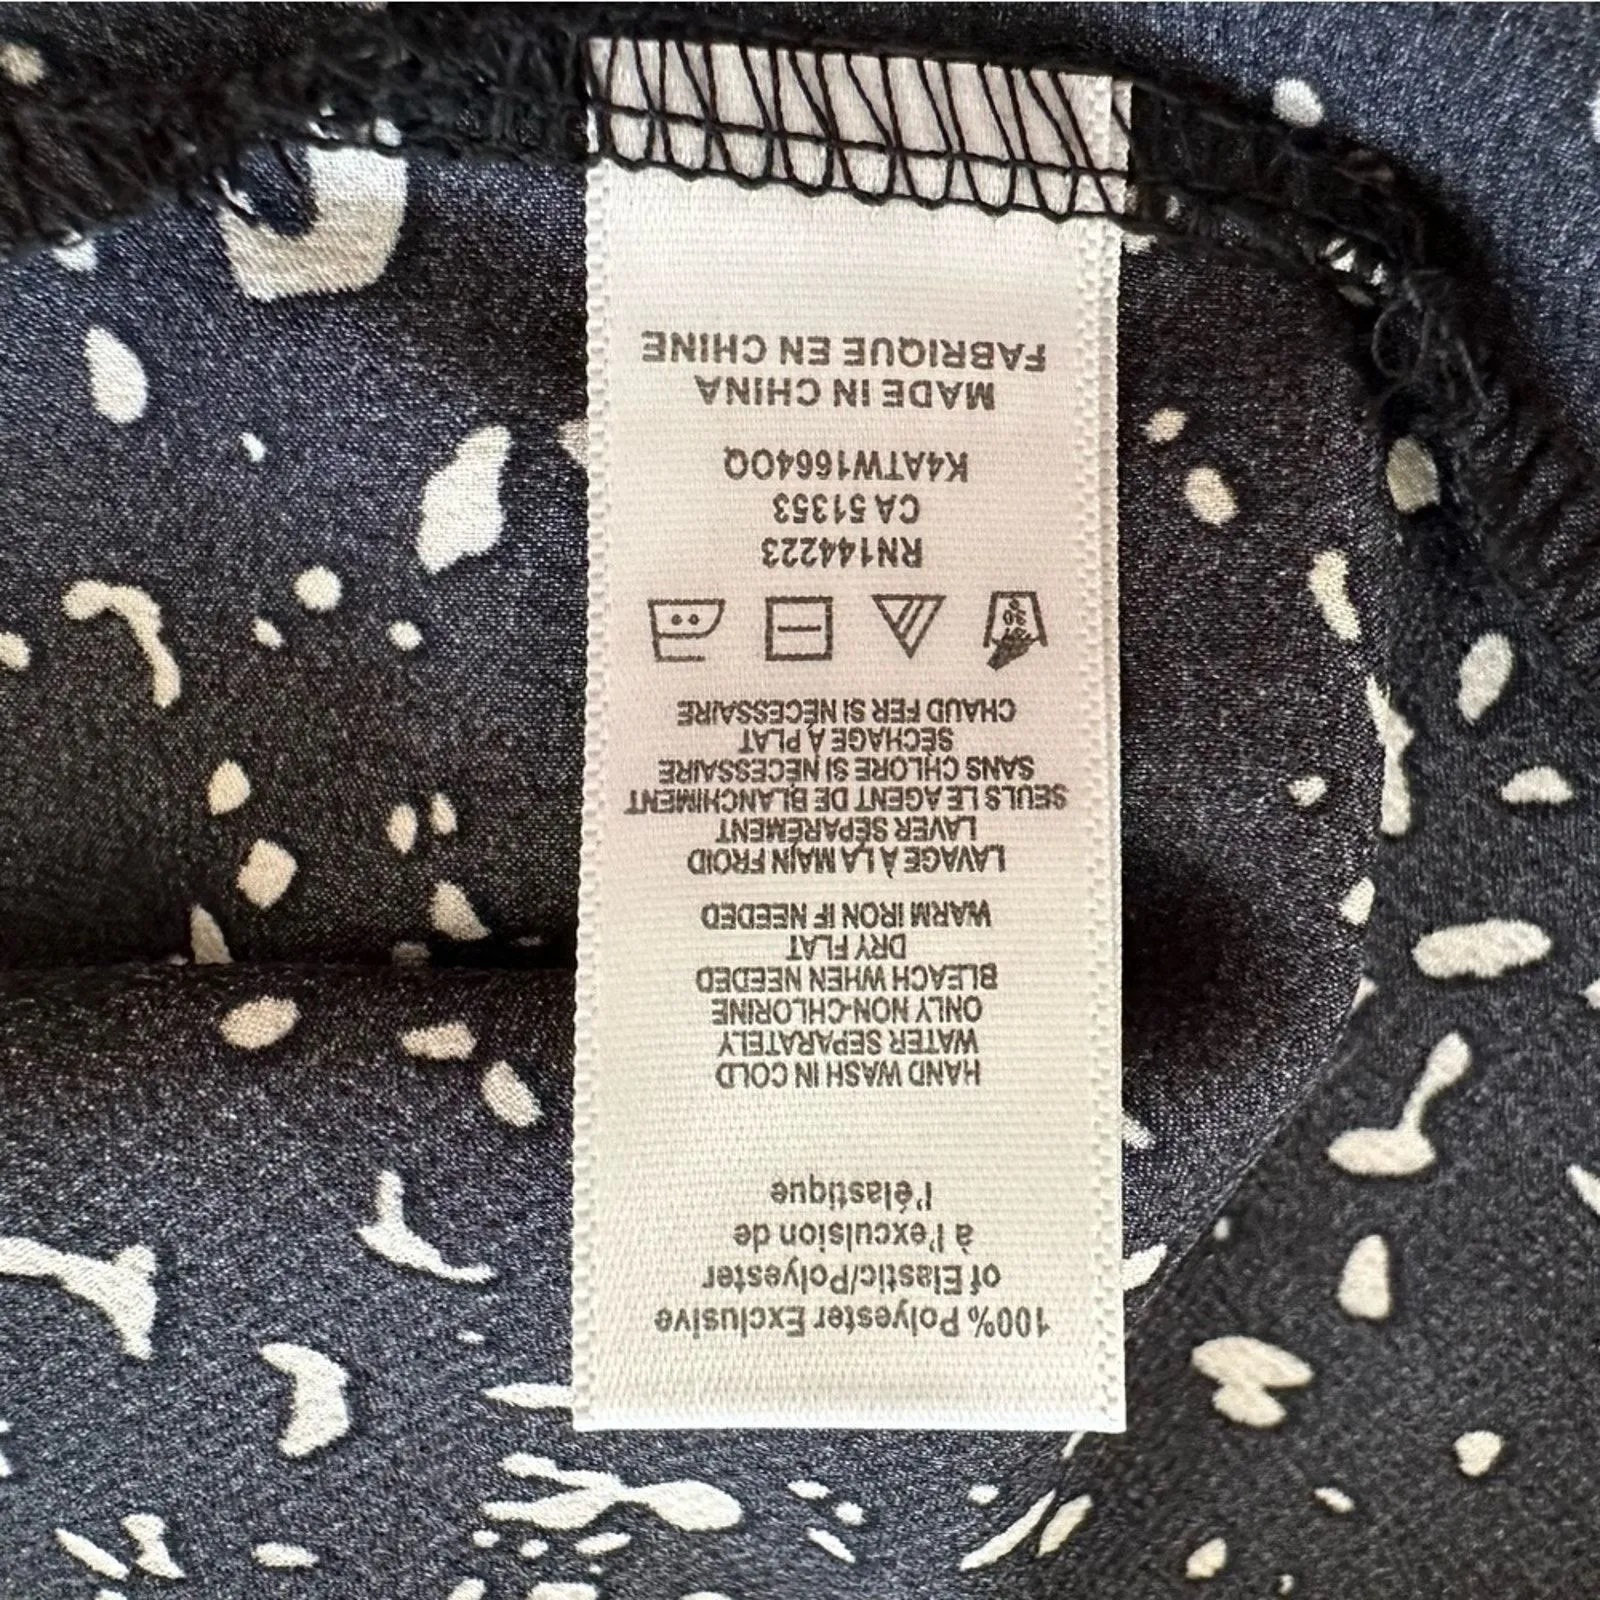 100% Polyester Exclusive
of Elastic/Polyester
à l'exculsion de
l'élastique
HAND WASH IN COLD
WATER SEPARATELY
ONLY NON-CHLORINE
BLEACH WHEN NEEDED
DRY FLAT
WARM IRON IF NEEDED
LAVAGE À LA MAIN FROID
LAVER SÉPARÉMENT
SEULS LE AGENT DE BLANCHIMENT
SANS CHLORE SI NÉCESSAIRE
SÉCHAGE À PLAT
CHAUD FER SI NÉCESSAIRE
RN144223
CA 51353
K4ATW1664OQ
MADE IN CHINA
FABRIQUE EN CHINE